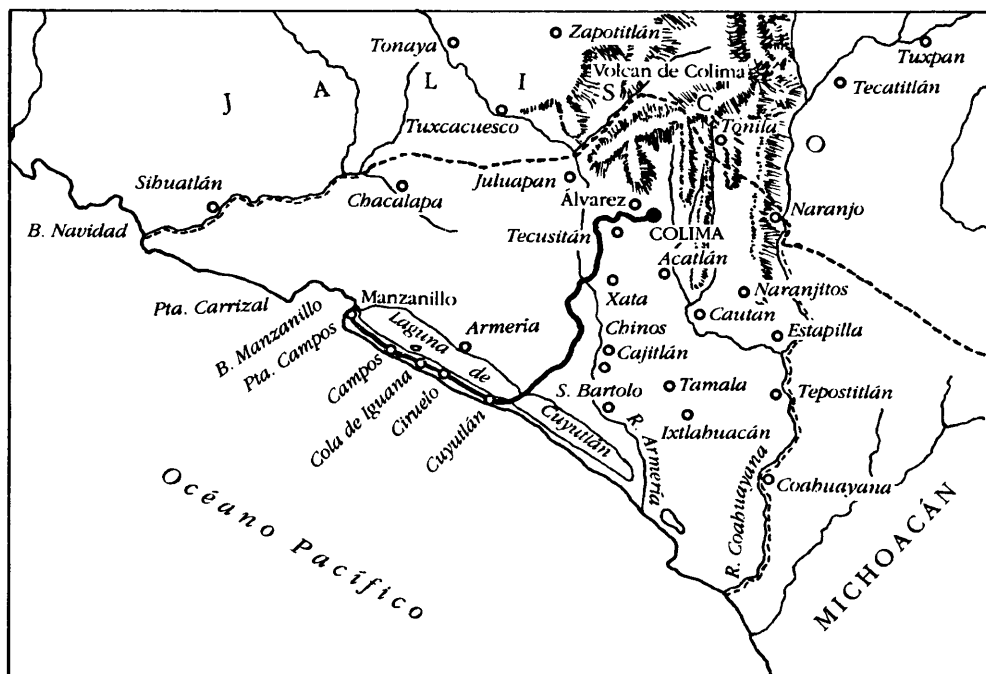 Zapotitlán
Tonaya
Tuxpan
Volcan de Colima
Tecatitlán
J A L I S C O
Tuxcacuesco
Tonila
Juluapan
Sihuatlán
Chacalapa
Álvarez
Naranjo
B. Navidad
Tecusitán
COLIMA
Acatlán
Xata
Naranjitos
Pta. Carrizal
Manzanillo
Cautan
B. Manzanillo
Laguna de Cuyutlán
Armería
Chinos
Estapilla
Pta. Campos
Cajitlán
Campos
S. Bartolo
Tamala
Tepostitlán
Cola de Iguana
Ciruelo
Cuyutlán
Ixtlahuacán
R. Armería
R. Coahuayana
Coahuayana
Océano Pacífico
MICHOACÁN